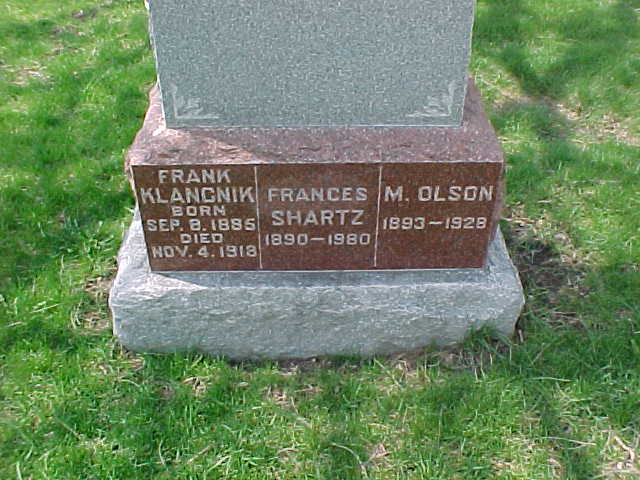 FRANK
KLANCNIK
BORN
SEP. 8. 1885
DIED
NOV. 4. 1918
FRANCES
SHARTZ
1890–1980
M. OLSON
1893–1928